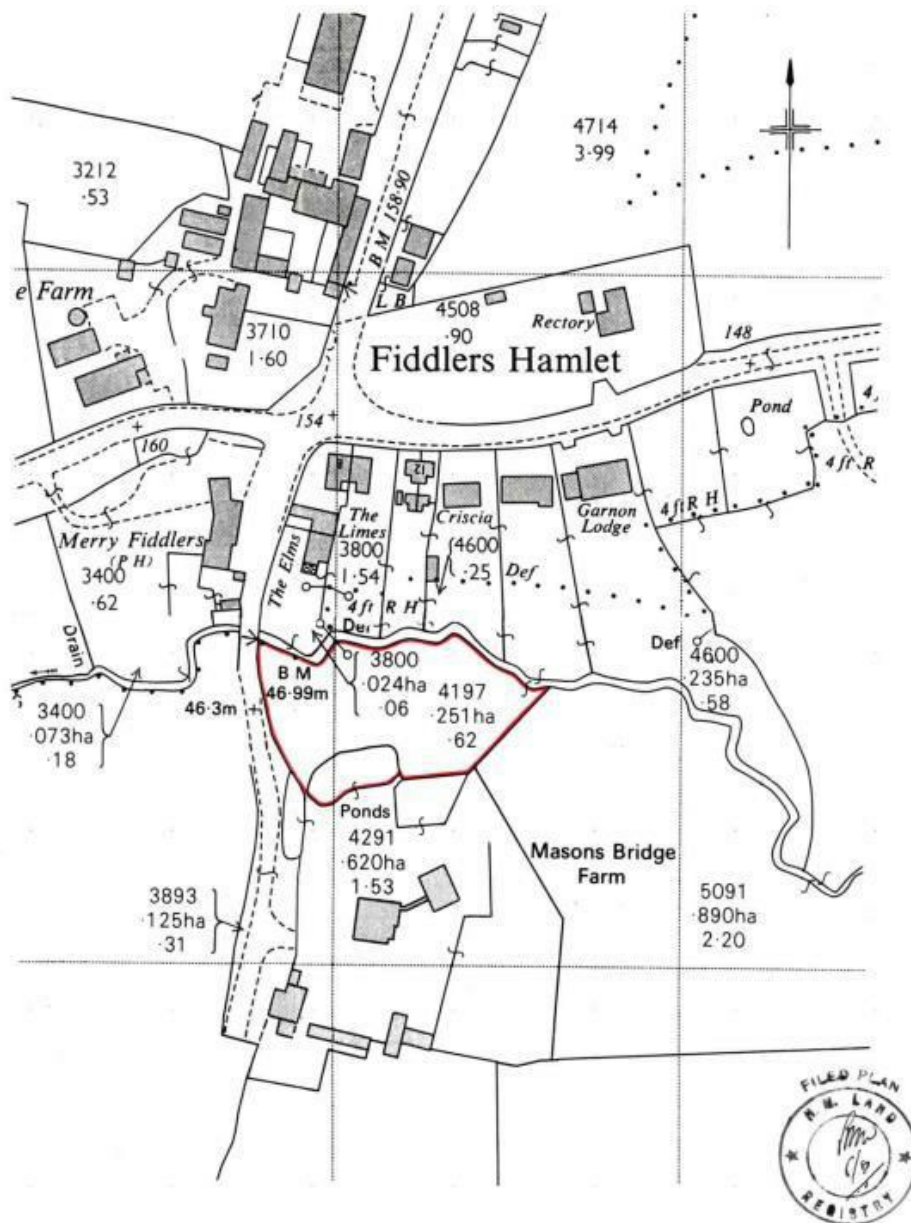 4714
3·99
3212
·53
B M 158·90
e Farm
L B
4508
·90
Rectory
3710
1·60
148
Fiddlers Hamlet
154
Pond
160
4 ft R
8
12
The
Limes
3800
1·54
Criscia
(4600
·25
Garnon
Lodge
4 ft R H
Merry Fiddlers
(P H)
3400
·62
The Elms
Def
4 ft R H
Def
Drain
Def
4600
·235ha
·58
B M
46·99m
3800
·024ha
·06
4197
·251ha
·62
46·3m
3400
·073ha
·18
Ponds
4291
·620ha
1·53
Masons Bridge
Farm
3893
·125ha
·31
5091
·890ha
2·20
FILED PLAN
H.M. LAND
REGISTRY